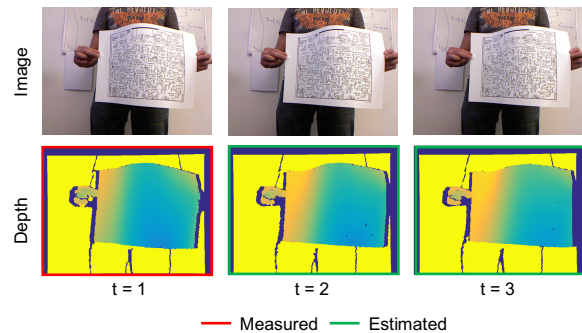 Image
Depth
t = 1
t = 2
t = 3
Measured
Estimated